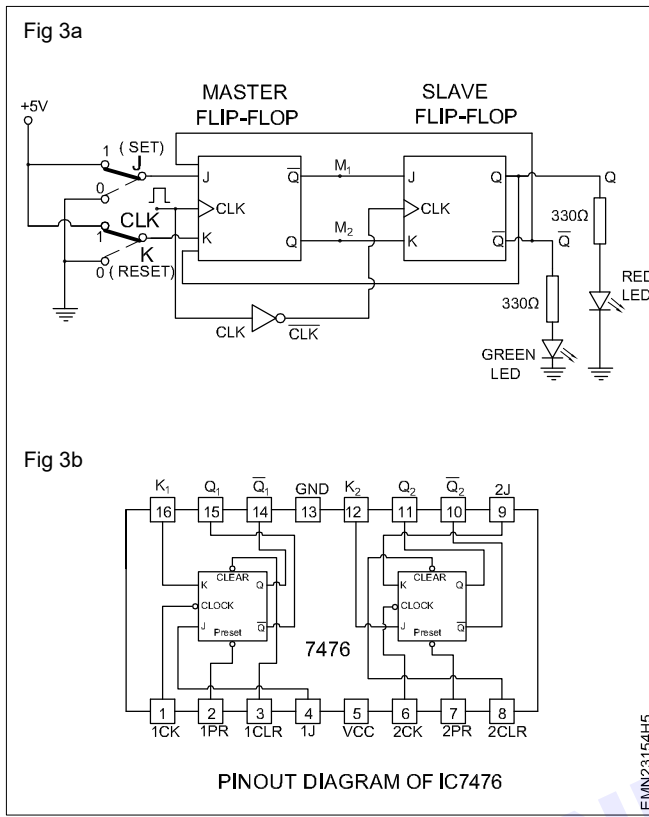 Fig 3a
MASTER
FLIP-FLOP
SLAVE
FLIP-FLOP
+5V
1 ( SET)
J
0
CLK
1
K
0 (RESET)
J
Q̅
CLK
K
Q
M₁
M₂
J
Q
CLK
K
Q̅
Q
Q̅
330Ω
330Ω
RED
LED
GREEN
LED
CLK
C̅L̅K̅
Fig 3b
K₁ Q₁ Q̅₁ GND K₂ Q₂ Q̅₂ 2J
16 15 14 13 12 11 10 9
CLEAR
K Q
CLOCK
J Q̅
Preset
CLEAR
K Q
CLOCK
J Q̅
Preset
7476
1 2 3 4 5 6 7 8
1CK 1PR 1CLR 1J VCC 2CK 2PR 2CLR
PINOUT DIAGRAM OF IC7476
EMN23154H5